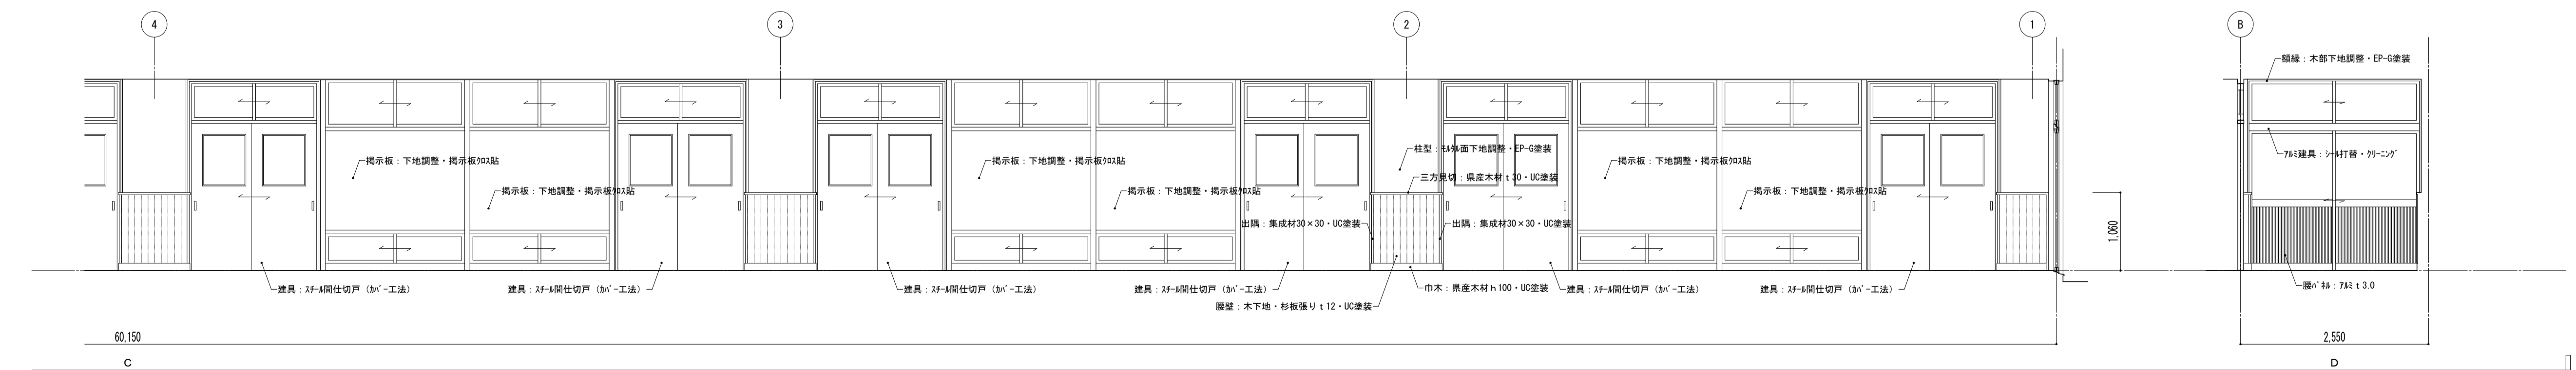 4 3 2 1 B
額縁：木部下地調整・EP-G塗装
柱型：ﾓﾙﾀﾙ面下地調整・EP-G塗装
ｱﾙﾐ建具：ｼｰﾙ打替・ｸﾘｰﾆﾝｸﾞ
掲示板：下地調整・掲示板ｸﾛｽ貼 掲示板：下地調整・掲示板ｸﾛｽ貼 掲示板：下地調整・掲示板ｸﾛｽ貼
三方見切：県産木材ｔ30・UC塗装
掲示板：下地調整・掲示板ｸﾛｽ貼 掲示板：下地調整・掲示板ｸﾛｽ貼 掲示板：下地調整・掲示板ｸﾛｽ貼
出隅：集成材30×30・UC塗装 出隅：集成材30×30・UC塗装
1,060
建具：ｽﾁｰﾙ間仕切戸（ｶﾊﾞｰ工法） 建具：ｽﾁｰﾙ間仕切戸（ｶﾊﾞｰ工法） 建具：ｽﾁｰﾙ間仕切戸（ｶﾊﾞｰ工法） 建具：ｽﾁｰﾙ間仕切戸（ｶﾊﾞｰ工法） 巾木：県産木材ｈ100・UC塗装 建具：ｽﾁｰﾙ間仕切戸（ｶﾊﾞｰ工法） 建具：ｽﾁｰﾙ間仕切戸（ｶﾊﾞｰ工法） 腰ﾊﾟﾈﾙ：ｱﾙﾐｔ3.0
腰壁：木下地・杉板張りｔ12・UC塗装
60,150 2,550
C D